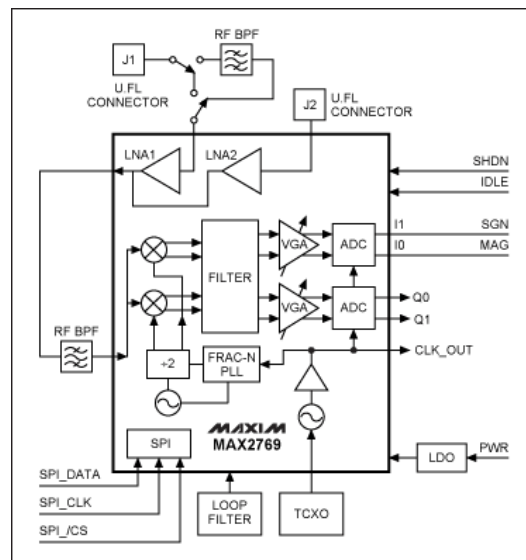 RF BPF
J1
U.FL
CONNECTOR
J2
U.FL
CONNECTOR
LNA1
LNA2
SHDN
IDLE
I1
SGN
I0
MAG
VGA
ADC
FILTER
VGA
ADC
Q0
Q1
RF BPF
÷2
FRAC-N
PLL
CLK_OUT
MAXIM
MAX2769
SPI
LDO
PWR
SPI_DATA
SPI_CLK
SPI_/CS
LOOP
FILTER
TCXO